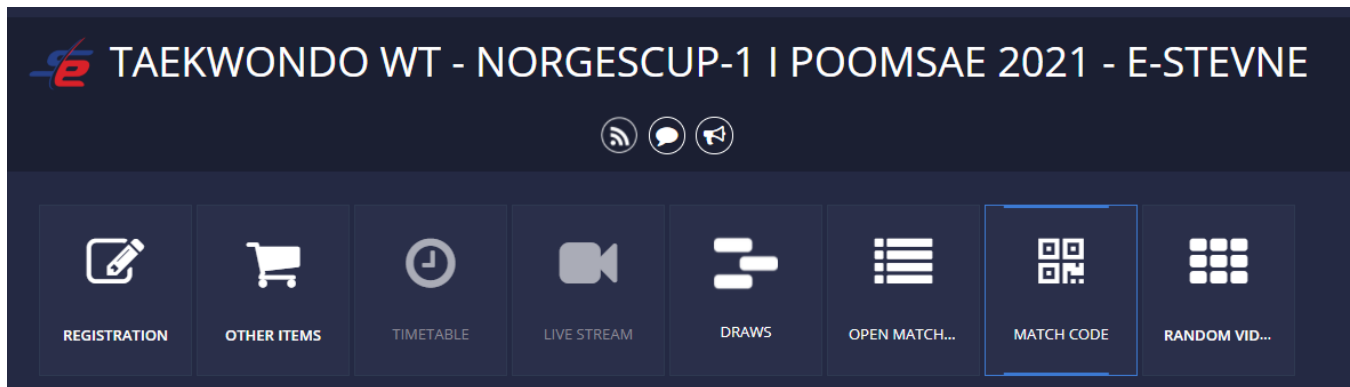 TAEKWONDO WT - NORGESCUP-1 I POOMSAE 2021 - E-STEVNE
REGISTRATION
OTHER ITEMS
TIMETABLE
LIVE STREAM
DRAWS
OPEN MATCH...
MATCH CODE
RANDOM VID...